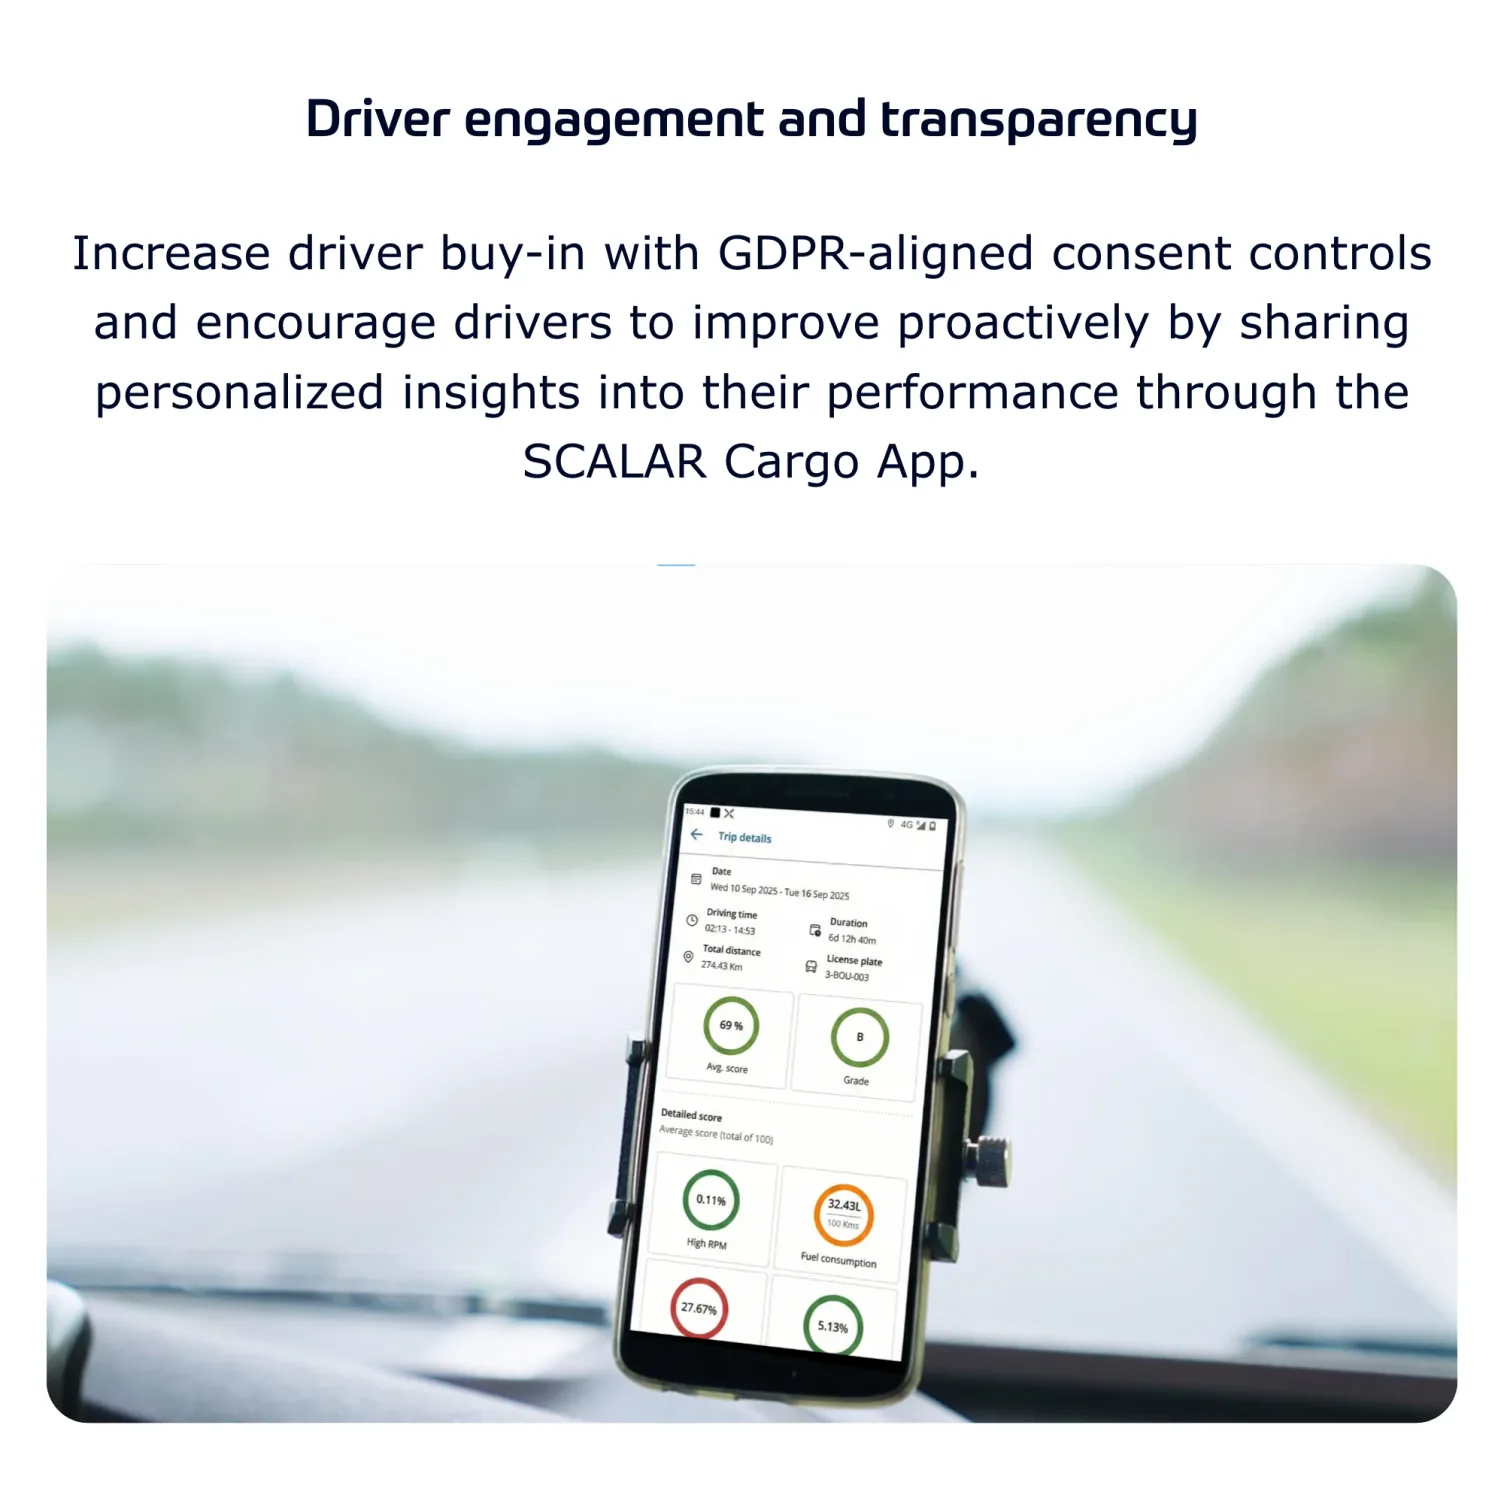 Driver engagement and transparency
Increase driver buy-in with GDPR-aligned consent controls
and encourage drivers to improve proactively by sharing
personalized insights into their performance through the
SCALAR Cargo App.
15:44
4G
Trip details
Date
Wed 10 Sep 2025 - Tue 16 Sep 2025
Driving time
02:13 - 14:53
Duration
6d 12h 40m
Total distance
274.43 Km
License plate
3-BOU-003
69 %
Avg. score
B
Grade
Detailed score
Average score (total of 100)
0.11%
High RPM
32.43L
100 Kms
Fuel consumption
27.67%
5.13%